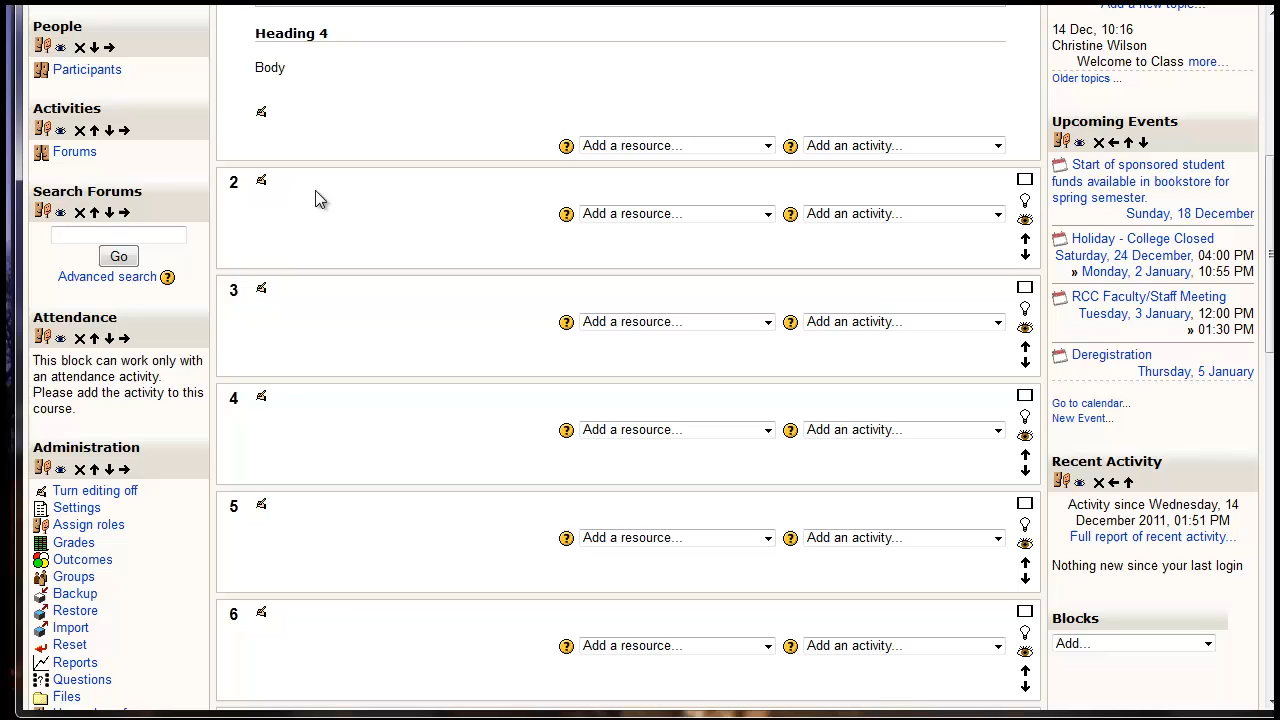 People
Participants
Activities
Forums
Search Forums
Go
Advanced search
Attendance
This block can work only with
an attendance activity.
Please add the activity to this
course.
Administration
Turn editing off
Settings
Assign roles
Grades
Outcomes
Groups
Backup
Restore
Import
Reset
Reports
Questions
Files
Heading 4
Body
Add a resource... Add an activity...
2
Add a resource... Add an activity...
3
Add a resource... Add an activity...
4
Add a resource... Add an activity...
5
Add a resource... Add an activity...
6
Add a resource... Add an activity...
Add a new topic...
14 Dec, 10:16
Christine Wilson
Welcome to Class more...
Older topics ...
Upcoming Events
Start of sponsored student
funds available in bookstore for
spring semester.
Sunday, 18 December
Holiday - College Closed
Saturday, 24 December, 04:00 PM
» Monday, 2 January, 10:55 PM
RCC Faculty/Staff Meeting
Tuesday, 3 January, 12:00 PM
» 01:30 PM
Deregistration
Thursday, 5 January
Go to calendar...
New Event...
Recent Activity
Activity since Wednesday, 14
December 2011, 01:51 PM
Full report of recent activity...
Nothing new since your last login
Blocks
Add...